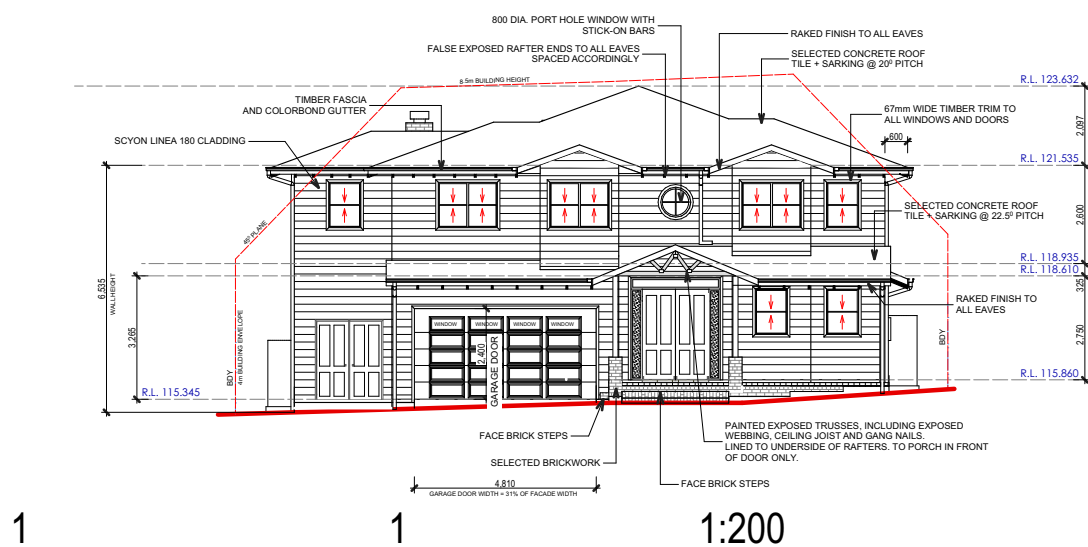 800 DIA. PORT HOLE WINDOW WITH
STICK-ON BARS
RAKED FINISH TO ALL EAVES
FALSE EXPOSED RAFTER ENDS TO ALL EAVES
SPACED ACCORDINGLY
SELECTED CONCRETE ROOF
TILE + SARKING @ 20⁰ PITCH
8.5m BUILDING HEIGHT
R.L. 123.632
TIMBER FASCIA
AND COLORBOND GUTTER
67mm WIDE TIMBER TRIM TO
ALL WINDOWS AND DOORS
2,097
SCYON LINEA 180 CLADDING
600
R.L. 121.535
SELECTED CONCRETE ROOF
TILE + SARKING @ 22.5⁰ PITCH
2,600
45⁰ PLANE
R.L. 118.935
R.L. 118.610
6,535
WALL HEIGHT
325
RAKED FINISH TO
ALL EAVES
3,265
WINDOW
WINDOW
WINDOW
WINDOW
2,400
GARAGE DOOR
2,750
BDY
4m BUILDING ENVELOPE
BDY
R.L. 115.860
R.L. 115.345
PAINTED EXPOSED TRUSSES, INCLUDING EXPOSED
WEBBING, CEILING JOIST AND GANG NAILS.
LINED TO UNDERSIDE OF RAFTERS. TO PORCH IN FRONT
OF DOOR ONLY.
FACE BRICK STEPS
SELECTED BRICKWORK
FACE BRICK STEPS
4,810
GARAGE DOOR WIDTH = 31% OF FACADE WIDTH
1
1
1:200